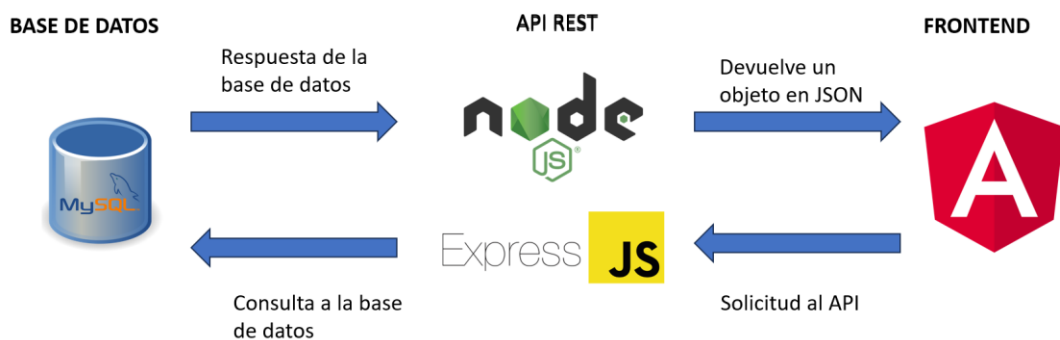 BASE DE DATOS
API REST
FRONTEND
Respuesta de la
base de datos
Devuelve un
objeto en JSON
node
JS
MySQL
Express
JS
A
Consulta a la base
de datos
Solicitud al API